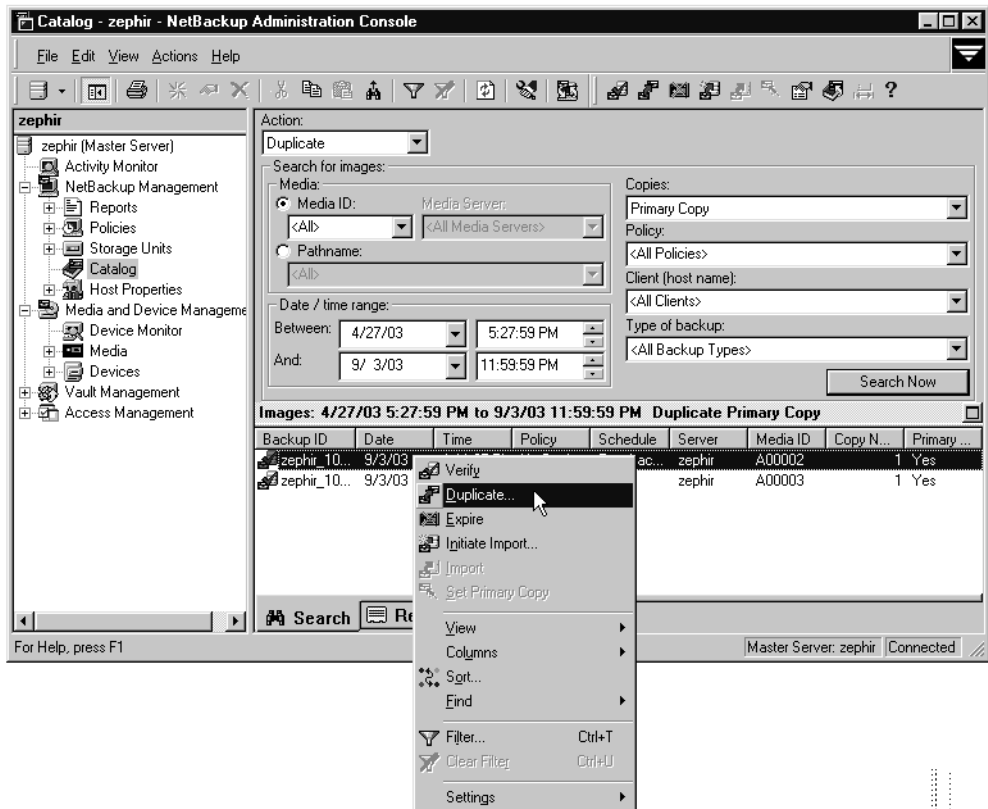 Catalog - zephir - NetBackup Administration Console
File Edit View Actions Help
zephir
zephir (Master Server)
Activity Monitor
NetBackup Management
Reports
Policies
Storage Units
Catalog
Host Properties
Media and Device Manageme
Device Monitor
Media
Devices
Vault Management
Access Management
Action:
Duplicate
Search for images:
Media:
Media ID: Media Server:
<All> <All Media Servers>
Pathname:
<All>
Date / time range:
Between: 4/27/03 5:27:59 PM
And: 9/ 3/03 11:59:59 PM
Copies:
Primary Copy
Policy:
<All Policies>
Client (host name):
<All Clients>
Type of backup:
<All Backup Types>
Search Now
Images: 4/27/03 5:27:59 PM to 9/3/03 11:59:59 PM Duplicate Primary Copy
Backup ID Date Time Policy Schedule Server Media ID Copy N... Primary ...
zephir_10... 9/3/03 ac... zephir A00002 1 Yes
zephir_10... 9/3/03 zephir A00003 1 Yes
Verify
Duplicate...
Expire
Initiate Import...
Import
Set Primary Copy
View
Columns
Sort...
Find
Filter... Ctrl+T
Clear Filter Ctrl+U
Settings
Search Re
For Help, press F1
Master Server: zephir Connected